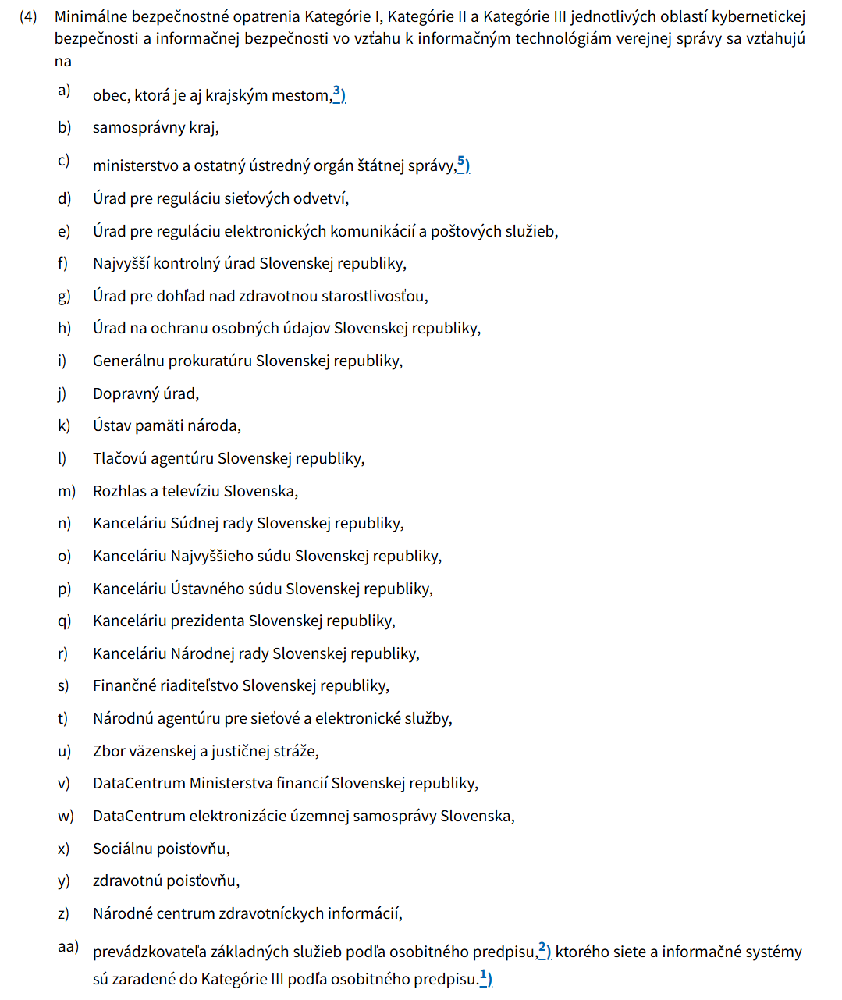 (4) Minimálne bezpečnostné opatrenia Kategórie I, Kategórie II a Kategórie III jednotlivých oblastí kybernetickej
bezpečnosti a informačnej bezpečnosti vo vzťahu k informačným technológiám verejnej správy sa vzťahujú
na
a) obec, ktorá je aj krajským mestom,3)
b) samosprávny kraj,
c) ministerstvo a ostatný ústredný orgán štátnej správy,5)
d) Úrad pre reguláciu sieťových odvetví,
e) Úrad pre reguláciu elektronických komunikácií a poštových služieb,
f) Najvyšší kontrolný úrad Slovenskej republiky,
g) Úrad pre dohľad nad zdravotnou starostlivosťou,
h) Úrad na ochranu osobných údajov Slovenskej republiky,
i) Generálnu prokuratúru Slovenskej republiky,
j) Dopravný úrad,
k) Ústav pamäti národa,
l) Tlačovú agentúru Slovenskej republiky,
m) Rozhlas a televíziu Slovenska,
n) Kanceláriu Súdnej rady Slovenskej republiky,
o) Kanceláriu Najvyššieho súdu Slovenskej republiky,
p) Kanceláriu Ústavného súdu Slovenskej republiky,
q) Kanceláriu prezidenta Slovenskej republiky,
r) Kanceláriu Národnej rady Slovenskej republiky,
s) Finančné riaditeľstvo Slovenskej republiky,
t) Národnú agentúru pre sieťové a elektronické služby,
u) Zbor väzenskej a justičnej stráže,
v) DataCentrum Ministerstva financií Slovenskej republiky,
w) DataCentrum elektronizácie územnej samosprávy Slovenska,
x) Sociálnu poisťovňu,
y) zdravotnú poisťovňu,
z) Národné centrum zdravotníckych informácií,
aa) prevádzkovateľa základných služieb podľa osobitného predpisu,2) ktorého siete a informačné systémy
sú zaradené do Kategórie III podľa osobitného predpisu.1)